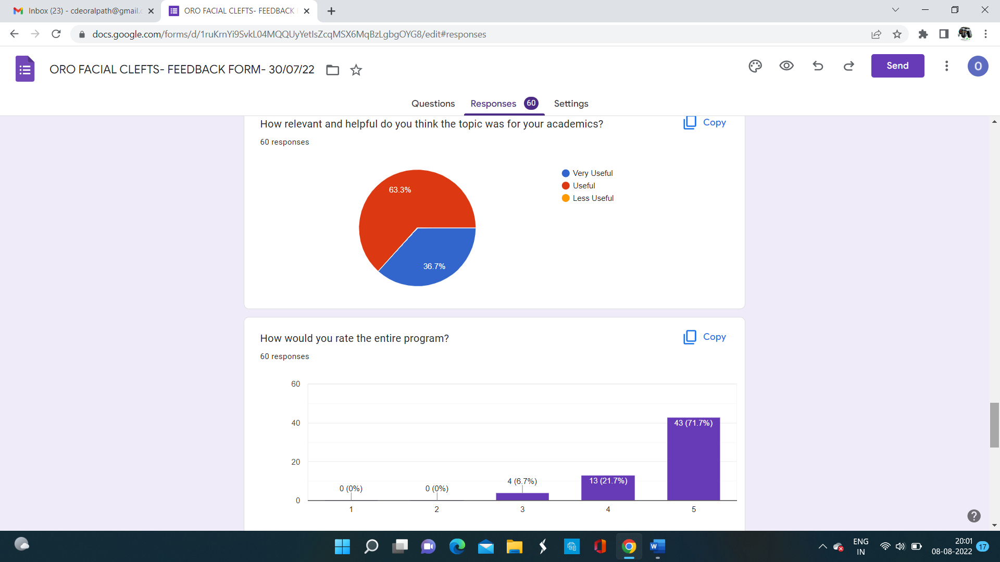 Inbox (23) - cdeoralpath@gmail.c
ORO FACIAL CLEFTS- FEEDBACK F
docs.google.com/forms/d/1ruKrnYi9SvkL04MQQUyYetIsZcqMSX6MqBzLgbgOYG8/edit#responses
ORO FACIAL CLEFTS- FEEDBACK FORM- 30/07/22
Send
O
Questions
Responses 60
Settings
How relevant and helpful do you think the topic was for your academics?
Copy
60 responses
63.3%
36.7%
Very Useful
Useful
Less Useful
How would you rate the entire program?
Copy
60 responses
60
40
20
0
0 (0%)
0 (0%)
4 (6.7%)
13 (21.7%)
43 (71.7%)
1
2
3
4
5
ENG
IN
20:01
08-08-2022
17